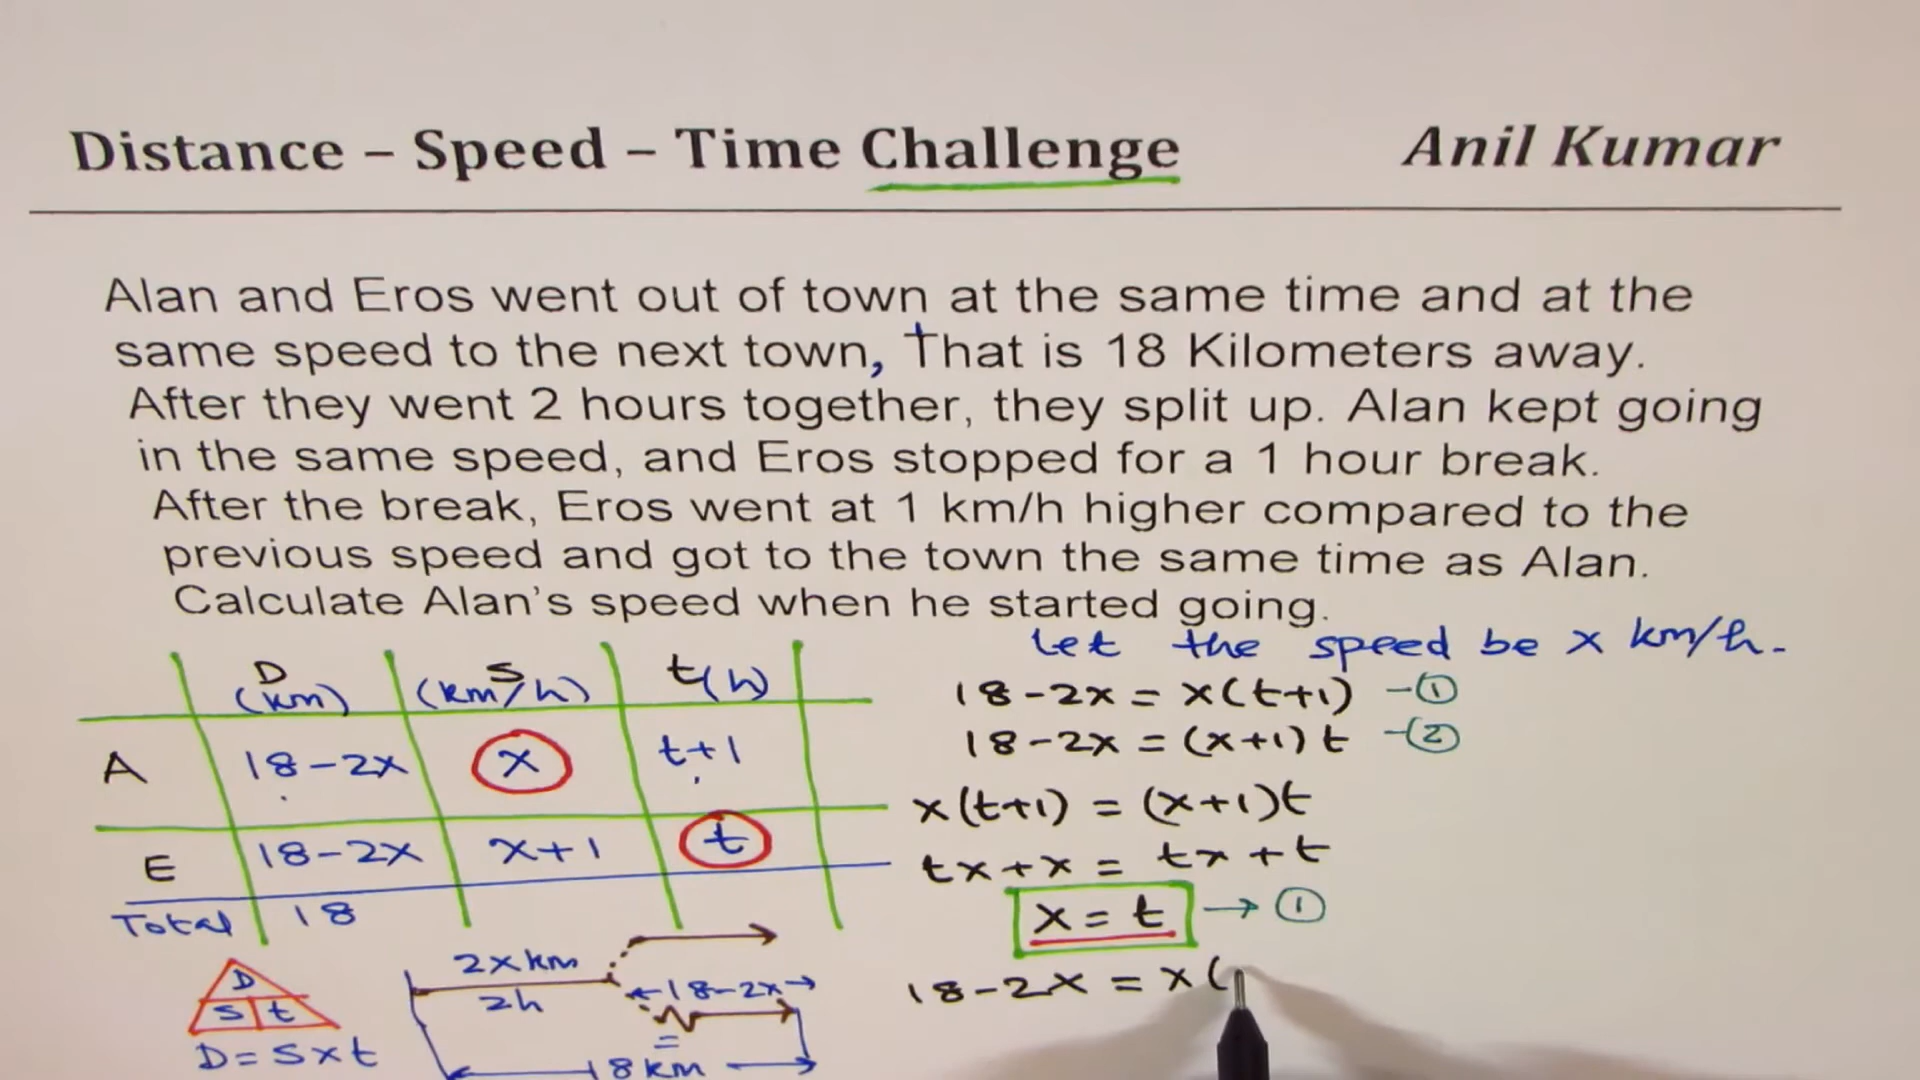 Distance – Speed – Time Challenge Anil Kumar
Alan and Eros went out of town at the same time and at the
same speed to the next town, That is 18 Kilometers away.
After they went 2 hours together, they split up. Alan kept going
in the same speed, and Eros stopped for a 1 hour break.
After the break, Eros went at 1 km/h higher compared to the
previous speed and got to the town the same time as Alan.
Calculate Alan's speed when he started going.
Let the speed be x km/h.
D (km) S (km/h) t(h)
A 18-2x x t+1
E 18-2x x+1 t
Total 18
18-2x = x(t+1) -①
18-2x = (x+1)t -②
x(t+1) = (x+1)t
tx+x = tx+t
x = t → ①
18-2x = x(
D
S t
D = S x t
2x km
2h
18-2x
=
18 km